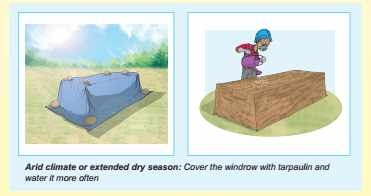 Arid climate or extended dry season: Cover the windrow with tarpaulin and
water it more often